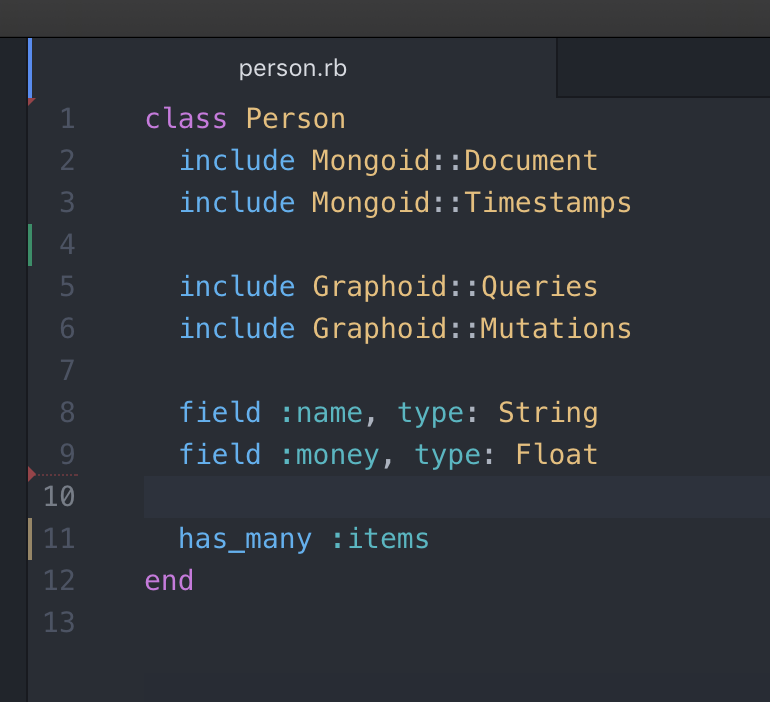 person.rb
1 class Person
2   include Mongoid::Document
3   include Mongoid::Timestamps
4
5   include Graphoid::Queries
6   include Graphoid::Mutations
7
8   field :name, type: String
9   field :money, type: Float
10
11   has_many :items
12 end
13